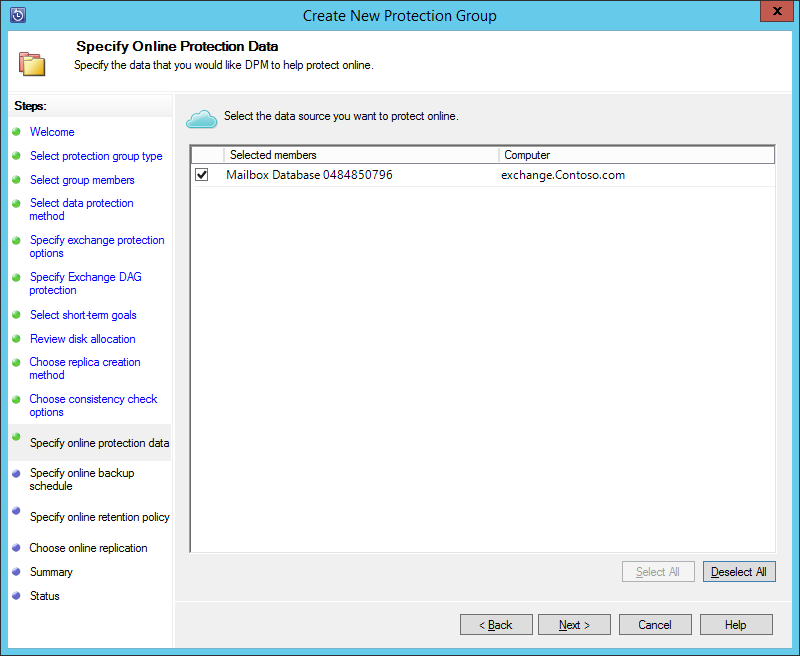 Create New Protection Group
x
Specify Online Protection Data
Specify the data that you would like DPM to help protect online.
Steps:
Welcome
Select protection group type
Select group members
Select data protection
method
Specify exchange protection
options
Specify Exchange DAG
protection
Select short-term goals
Review disk allocation
Choose replica creation
method
Choose consistency check
options
Specify online protection data
Specify online backup
schedule
Specify online retention policy
Choose online replication
Summary
Status
Select the data source you want to protect online.
Selected members Computer
Mailbox Database 0484850796 exchange.Contoso.com
Select All Deselect All
< Back Next > Cancel Help